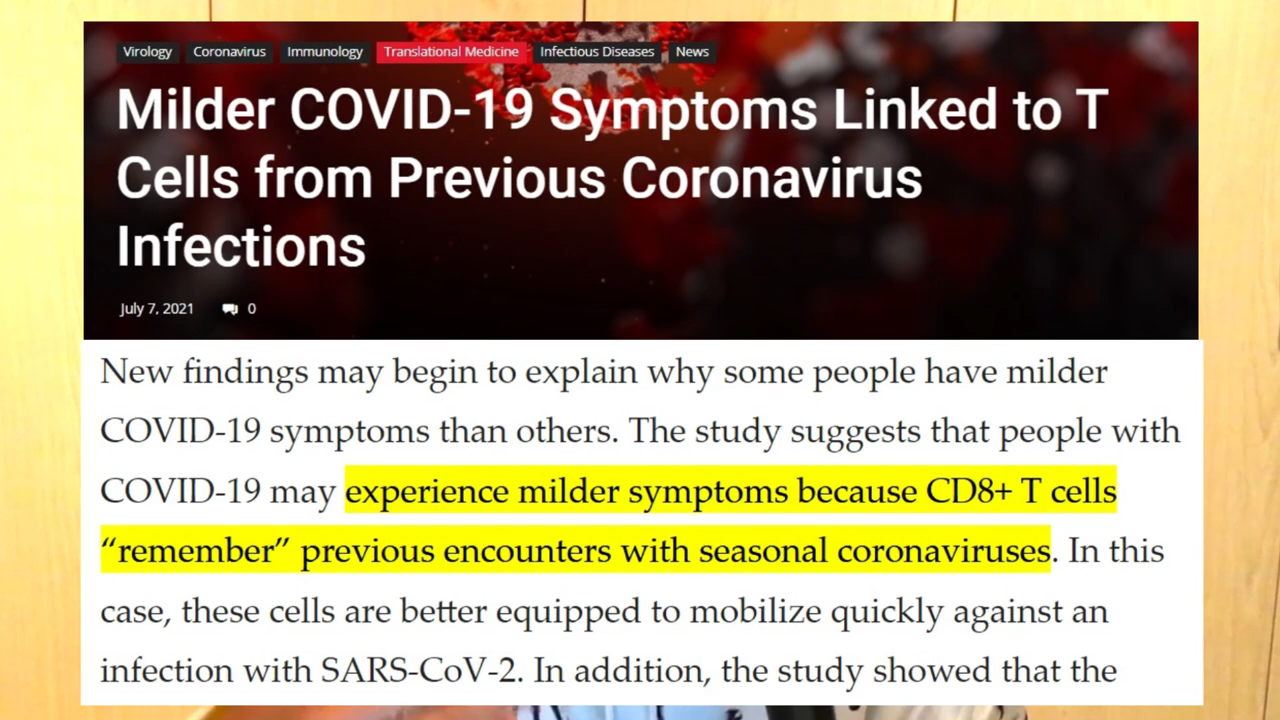 Virology Coronavirus Immunology Translational Medicine Infectious Diseases News
Milder COVID-19 Symptoms Linked to T
Cells from Previous Coronavirus
Infections
July 7, 2021 0
New findings may begin to explain why some people have milder
COVID-19 symptoms than others. The study suggests that people with
COVID-19 may experience milder symptoms because CD8+ T cells
“remember” previous encounters with seasonal coronaviruses. In this
case, these cells are better equipped to mobilize quickly against an
infection with SARS-CoV-2. In addition, the study showed that the